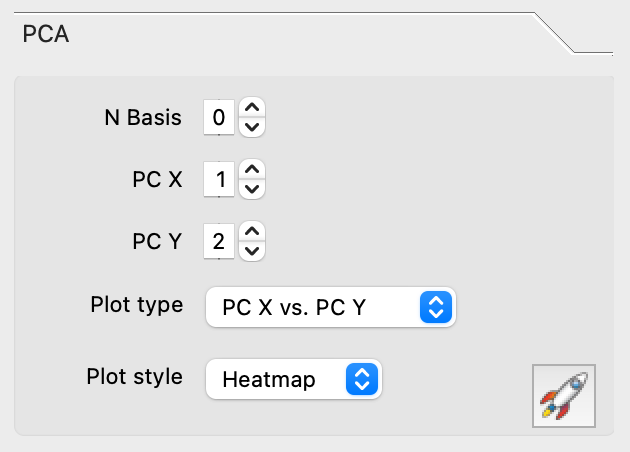 PCA
N Basis 0
PC X 1
PC Y 2
Plot type PC X vs. PC Y
Plot style Heatmap